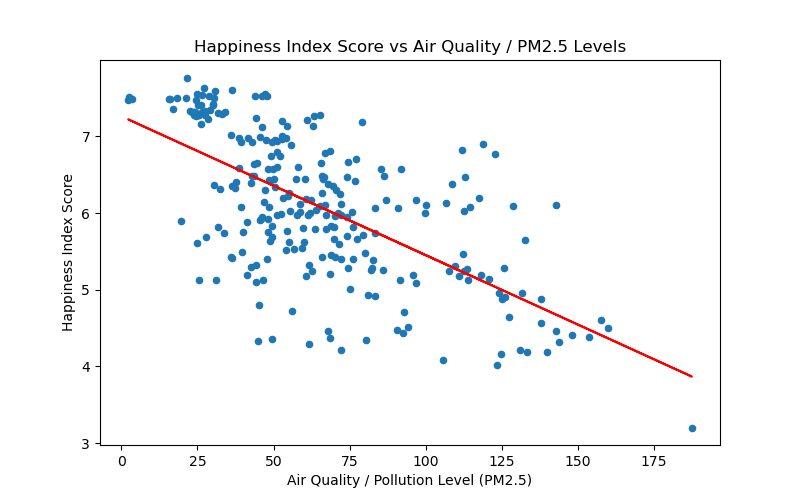 Happiness Index Score vs Air Quality / PM2.5 Levels
7
6
5
4
3
Happiness Index Score
0 25 50 75 100 125 150 175
Air Quality / Pollution Level (PM2.5)